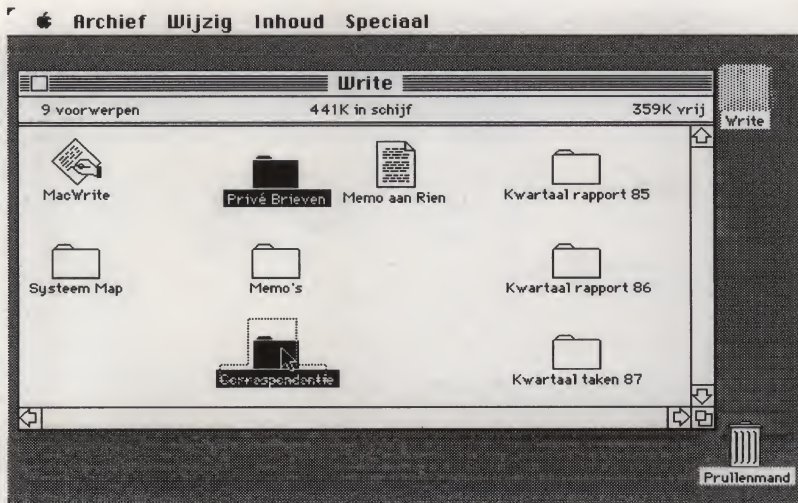 Archief Wijzig Inhoud Speciaal
Write
9 voorwerpen 441K in schijf 359K vrij
Write
MacWrite Privé Brieven Memo aan Rien Kwartaal rapport 85
Systeem Map Memo's Kwartaal rapport 86
Correspondentie Kwartaal taken 87
Prullenmand